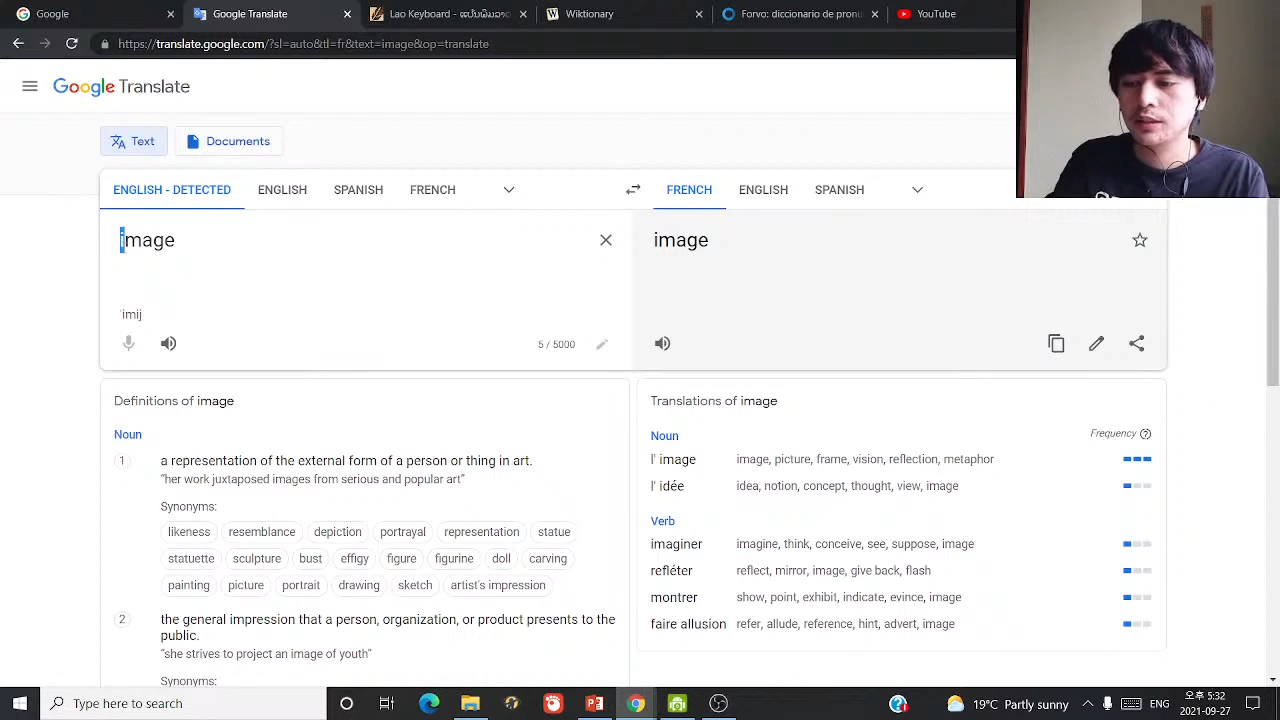 Google
Google Translate
Lao Keyboard -
Wiktionary
Forvo: diccionario de pronu
YouTube
https://translate.google.com/?sl=auto&tl=fr&text=image&op=translate
Google Translate
Text
Documents
ENGLISH - DETECTED
ENGLISH
SPANISH
FRENCH
FRENCH
ENGLISH
SPANISH
image
image
ˈimij
5 / 5000
Definitions of image
Noun
1
a representation of the external form of a person or thing in art.
“her work juxtaposed images from serious and popular art”
Synonyms:
likeness resemblance depiction portrayal representation statue
statuette sculpture bust effigy figure figurine doll carving
painting picture portrait drawing sketch artist's impression
2
the general impression that a person, organization, or product presents to the
public.
“she strives to project an image of youth”
Synonyms:
Translations of image
Frequency
Noun
l' image image, picture, frame, vision, reflection, metaphor
l' idée idea, notion, concept, thought, view, image
Verb
imaginer imagine, think, conceive, see, suppose, image
refléter reflect, mirror, image, give back, flash
montrer show, point, exhibit, indicate, evince, image
faire allusion refer, allude, reference, hint, advert, image
Type here to search
19°C Partly sunny
ENG
오후 5:32
2021-09-27